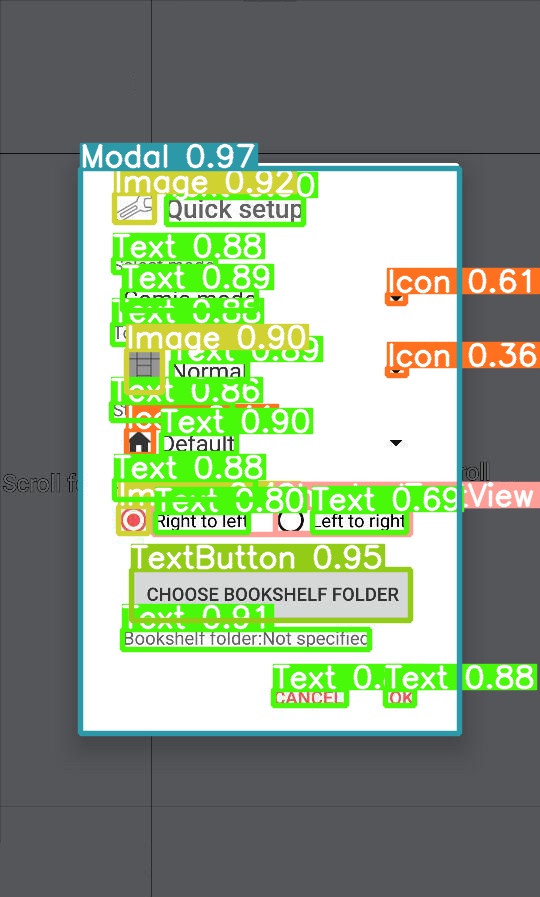 Modal 0.97
Image 0.92
Quick setup
Text 0.88
Text 0.89
Icon 0.61
Comic mode
Text 0.88
Image 0.90
Text 0.89
Icon 0.36
Normal
Text 0.86
Text 0.90
Default
Text 0.88
Scroll
View
Text 0.80
Text 0.69
Right to left
Left to right
TextButton 0.95
CHOOSE BOOKSHELF FOLDER
Text 0.91
Bookshelf folder:Not specified
Text 0.
Text 0.88
CANCEL
OK